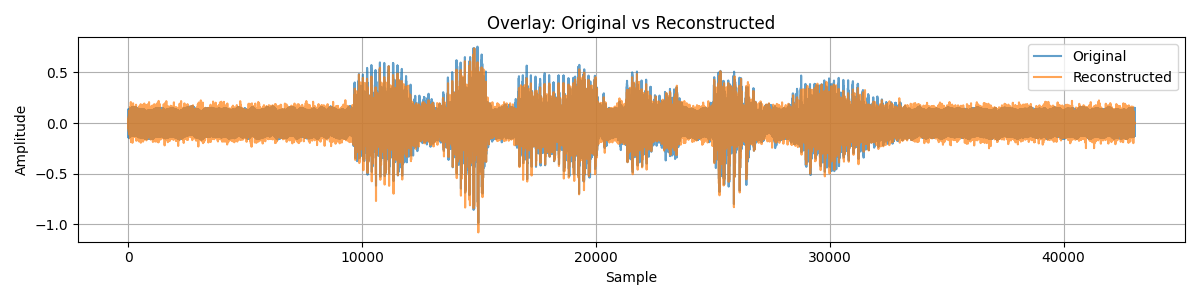 Overlay: Original vs Reconstructed
Original
Reconstructed
Amplitude
0.5
0.0
−0.5
−1.0
0
10000
20000
30000
40000
Sample